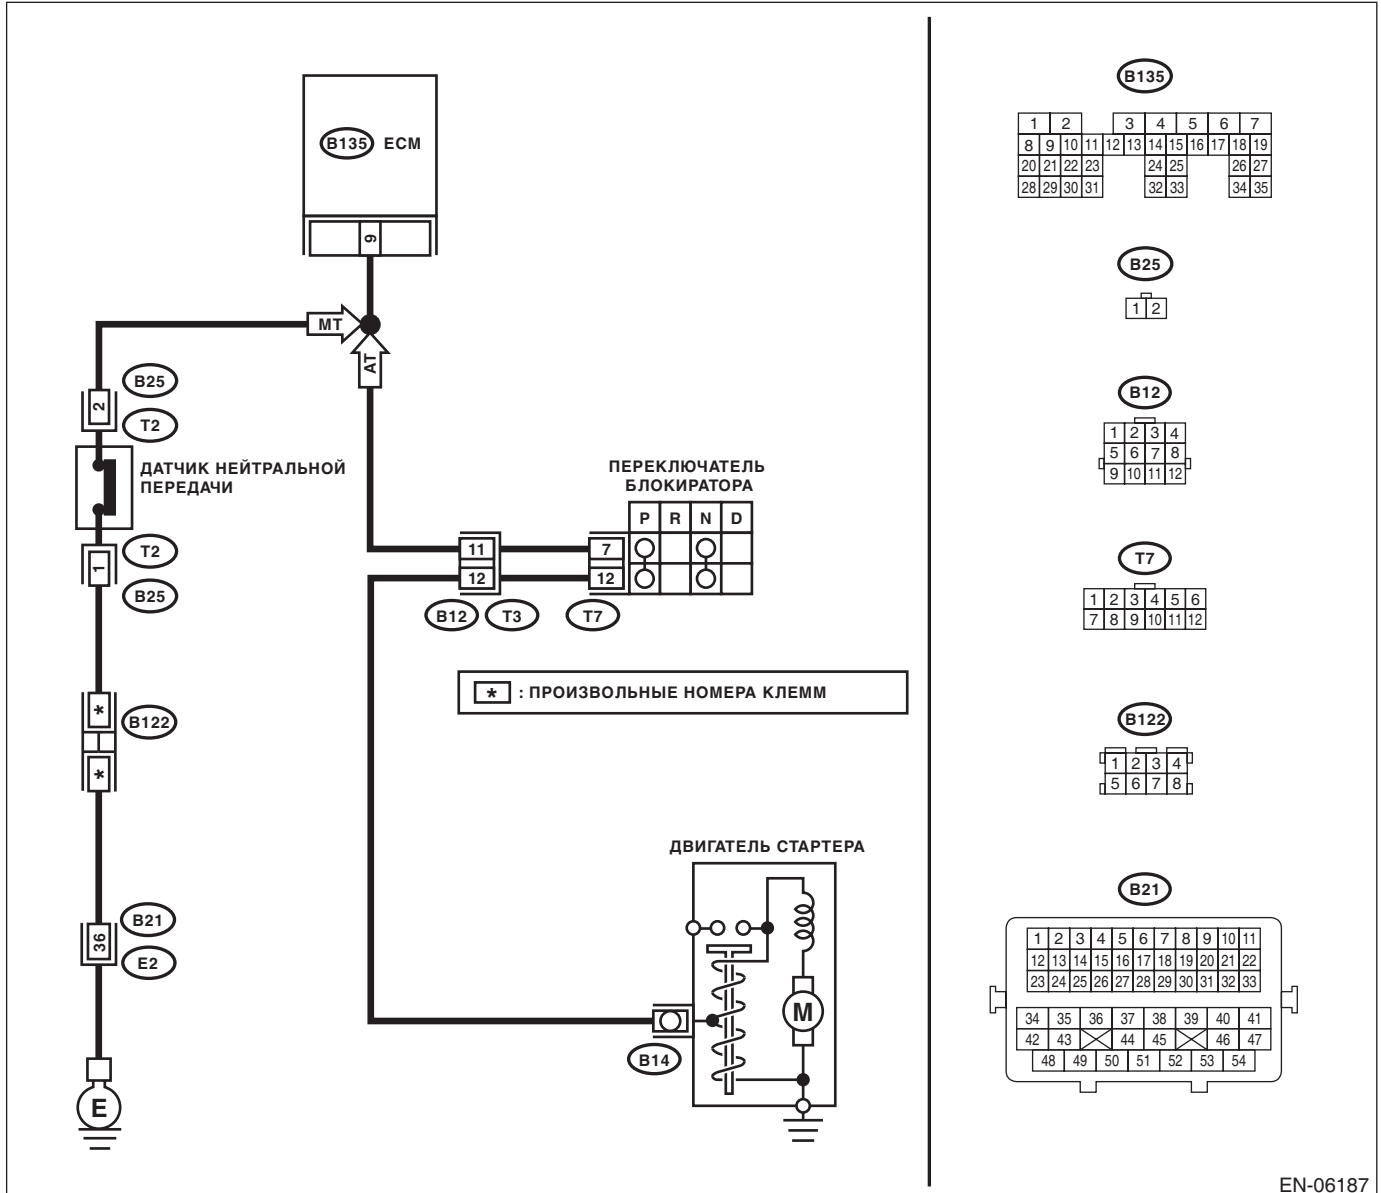 B135 ECM
9
MT
AT
B25
2
T2
ДАТЧИК НЕЙТРАЛЬНОЙ
ПЕРЕДАЧИ
T2
1
B25
ПЕРЕКЛЮЧАТЕЛЬ
БЛОКИРАТОРА
P R N D
11 7
12 12
B12 T3 T7
* : ПРОИЗВОЛЬНЫЕ НОМЕРА КЛЕММ
*
B122
*
B21
36
E2
E
ДВИГАТЕЛЬ СТАРТЕРА
M
B14
B135
1 2 3 4 5 6 7
8 9 10 11 12 13 14 15 16 17 18 19
20 21 22 23 24 25 26 27
28 29 30 31 32 33 34 35
B25
1 2
B12
1 2 3 4
5 6 7 8
9 10 11 12
T7
1 2 3 4 5 6
7 8 9 10 11 12
B122
1 2 3 4
5 6 7 8
B21
1 2 3 4 5 6 7 8 9 10 11
12 13 14 15 16 17 18 19 20 21 22
23 24 25 26 27 28 29 30 31 32 33
34 35 36 37 38 39 40 41
42 43 44 45 46 47
48 49 50 51 52 53 54
EN-06187